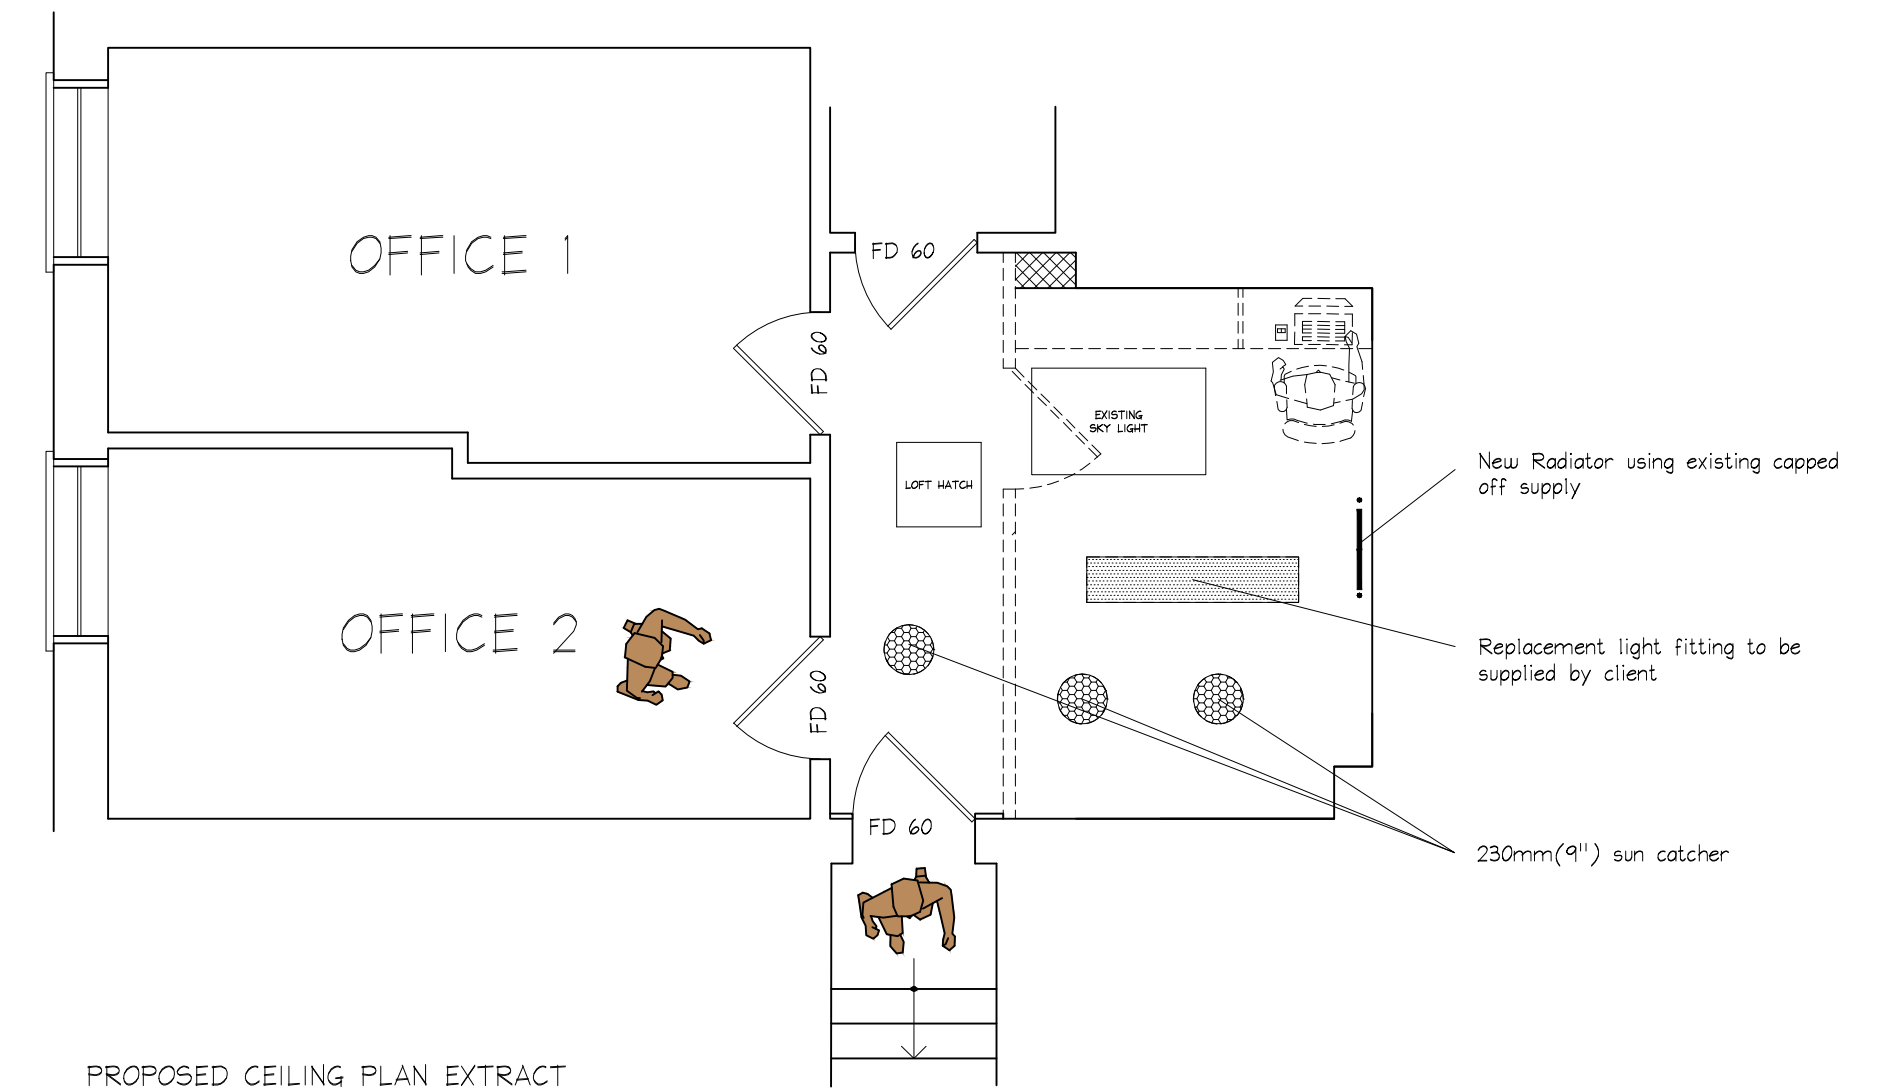 OFFICE 1
FD 60
FD 60
EXISTING
SKY LIGHT
LOFT HATCH
New Radiator using existing capped
off supply
OFFICE 2
FD 60
Replacement light fitting to be
supplied by client
FD 60
230mm(9") sun catcher
PROPOSED CEILING PLAN EXTRACT